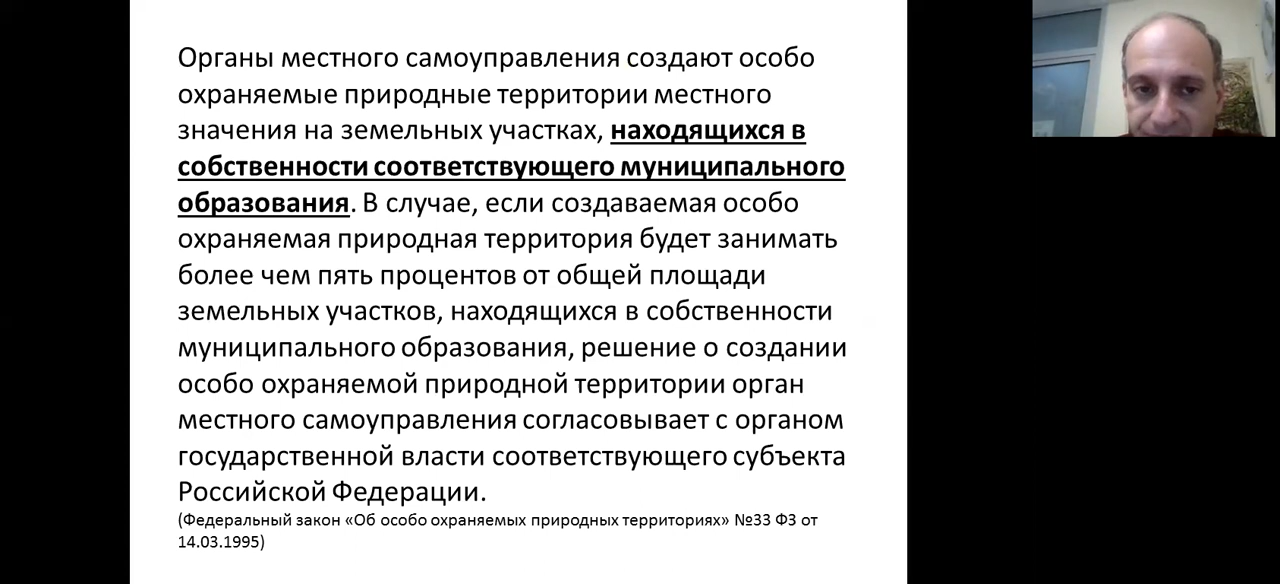 Органы местного самоуправления создают особо
охраняемые природные территории местного
значения на земельных участках, находящихся в
собственности соответствующего муниципального
образования. В случае, если создаваемая особо
охраняемая природная территория будет занимать
более чем пять процентов от общей площади
земельных участков, находящихся в собственности
муниципального образования, решение о создании
особо охраняемой природной территории орган
местного самоуправления согласовывает с органом
государственной власти соответствующего субъекта
Российской Федерации.
(Федеральный закон «Об особо охраняемых природных территориях» №33 ФЗ от
14.03.1995)